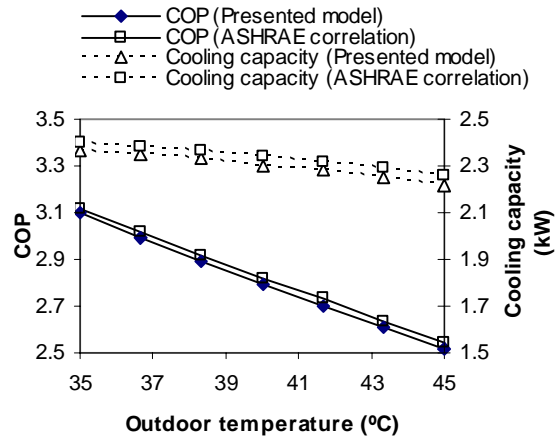 COP (Presented model)
COP (ASHRAE correlation)
Cooling capacity (Presented model)
Cooling capacity (ASHRAE correlation)
3.5
3.3
3.1
2.9
2.7
2.5
COP
2.5
2.3
2.1
1.9
1.7
1.5
Cooling capacity
(kW)
35 37 39 41 43 45
Outdoor temperature (ºC)